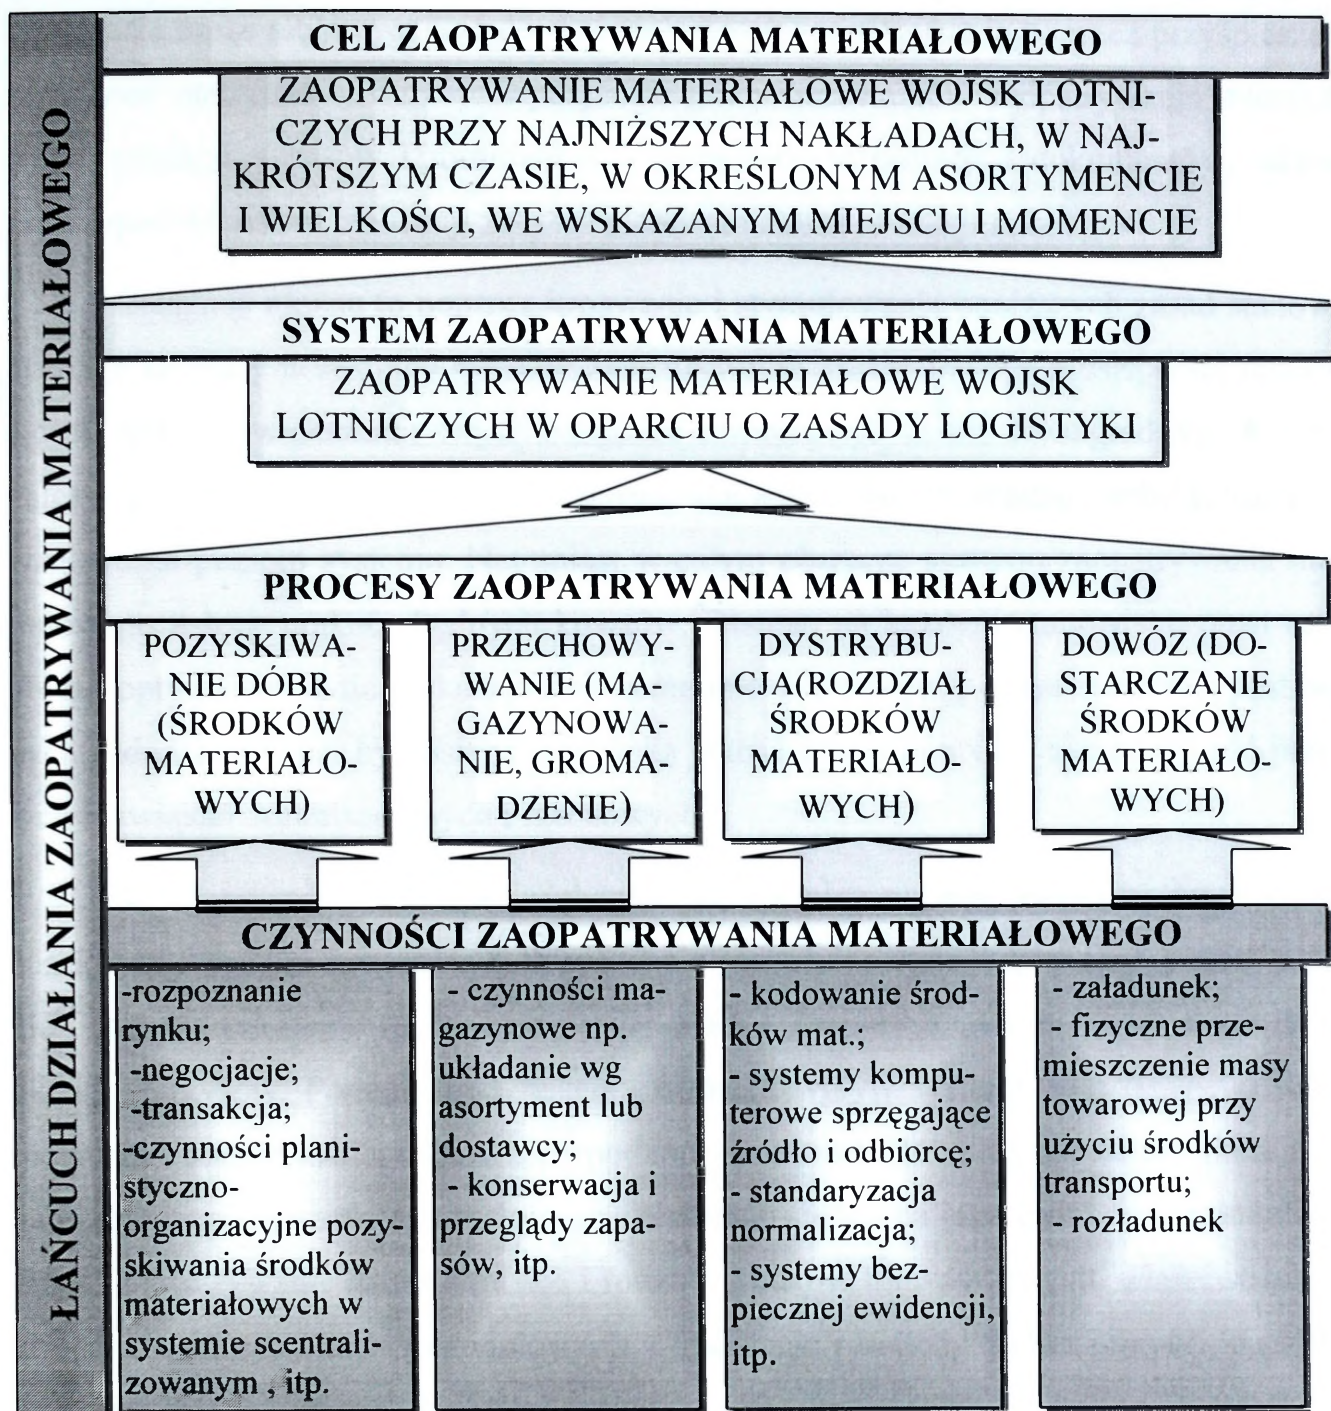 ŁAŃCUCH DZIAŁANIA ZAOPATRYWANIA MATERIAŁOWEGO
CEL ZAOPATRYWANIA MATERIAŁOWEGO
ZAOPATRYWANIE MATERIAŁOWE WOJSK LOTNI-
CZYCH PRZY NAJNIŻSZYCH NAKŁADACH, W NAJ-
KRÓTSZYM CZASIE, W OKREŚLONYM ASORTYMENCIE
I WIELKOŚCI, WE WSKAZANYM MIEJSCU I MOMENCIE
SYSTEM ZAOPATRYWANIA MATERIAŁOWEGO
ZAOPATRYWANIE MATERIAŁOWE WOJSK
LOTNICZYCH W OPARCIU O ZASADY LOGISTYKI
PROCESY ZAOPATRYWANIA MATERIAŁOWEGO
POZYSKIWA-
NIE DÓBR
(ŚRODKÓW
MATERIAŁO-
WYCH)
PRZECHOWY-
WANIE (MA-
GAZYNOWA-
NIE, GROMA-
DZENIE)
DYSTRYBU-
CJA(ROZDZIAŁ
ŚRODKÓW
MATERIAŁO-
WYCH)
DOWÓZ (DO-
STARCZANIE
ŚRODKÓW
MATERIAŁO-
WYCH)
CZYNNOŚCI ZAOPATRYWANIA MATERIAŁOWEGO
-rozpoznanie
rynku;
-negocjacje;
-transakcja;
-czynności plani-
styczno-
organizacyjne pozy-
skiwania środków
materiałowych w
systemie scentrali-
zowanym , itp.
- czynności ma-
gazynowe np.
układanie wg
asortyment lub
dostawcy;
- konserwacja i
przeglądy zapa-
sów, itp.
- kodowanie środ-
ków mat.;
- systemy kompu-
terowe sprzęgające
źródło i odbiorcę;
- standaryzacja
normalizacja;
- systemy bez-
piecznej ewidencji,
itp.
- załadunek;
- fizyczne prze-
mieszczenie masy
towarowej przy
użyciu środków
transportu;
- rozładunek